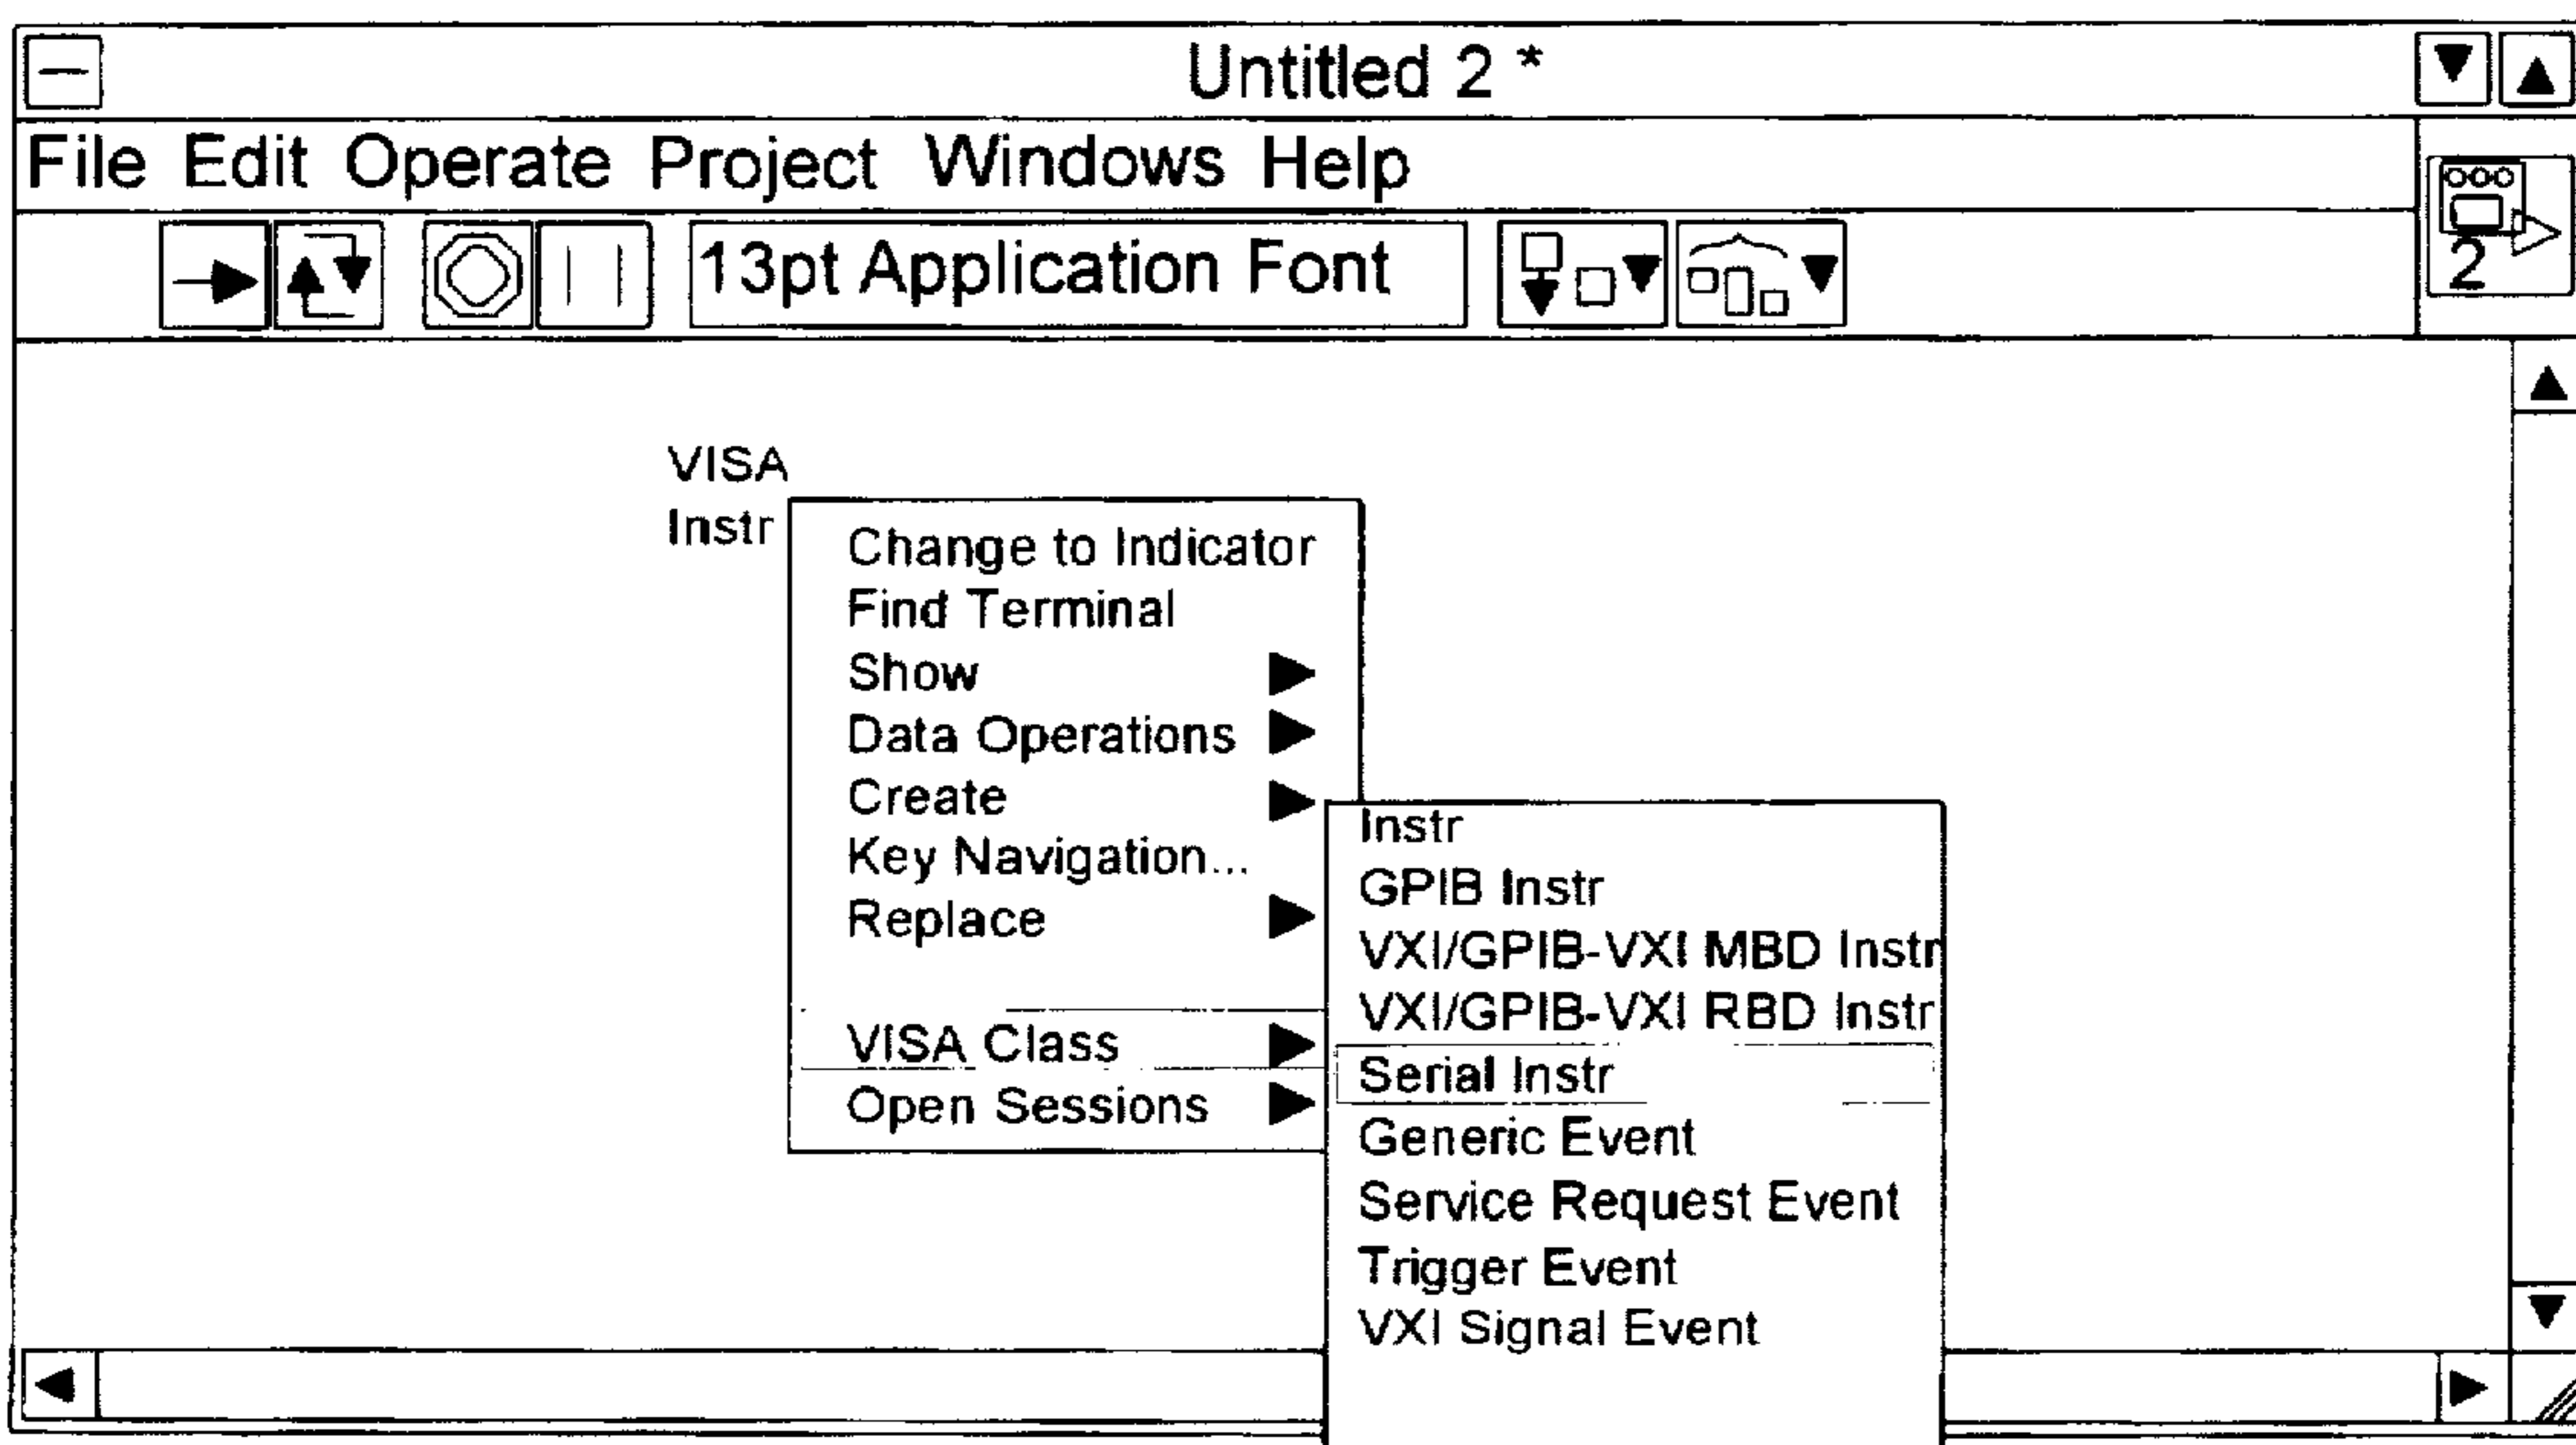 Untitled 2 *
File Edit Operate Project Windows Help
13pt Application Font
2
VISA
Instr
Change to Indicator
Find Terminal
Show
Data Operations
Create
Key Navigation...
Replace
VISA Class
Open Sessions
Instr
GPIB Instr
VXI/GPIB-VXI MBD Instr
VXI/GPIB-VXI RBD Instr
Serial Instr
Generic Event
Service Request Event
Trigger Event
VXI Signal Event